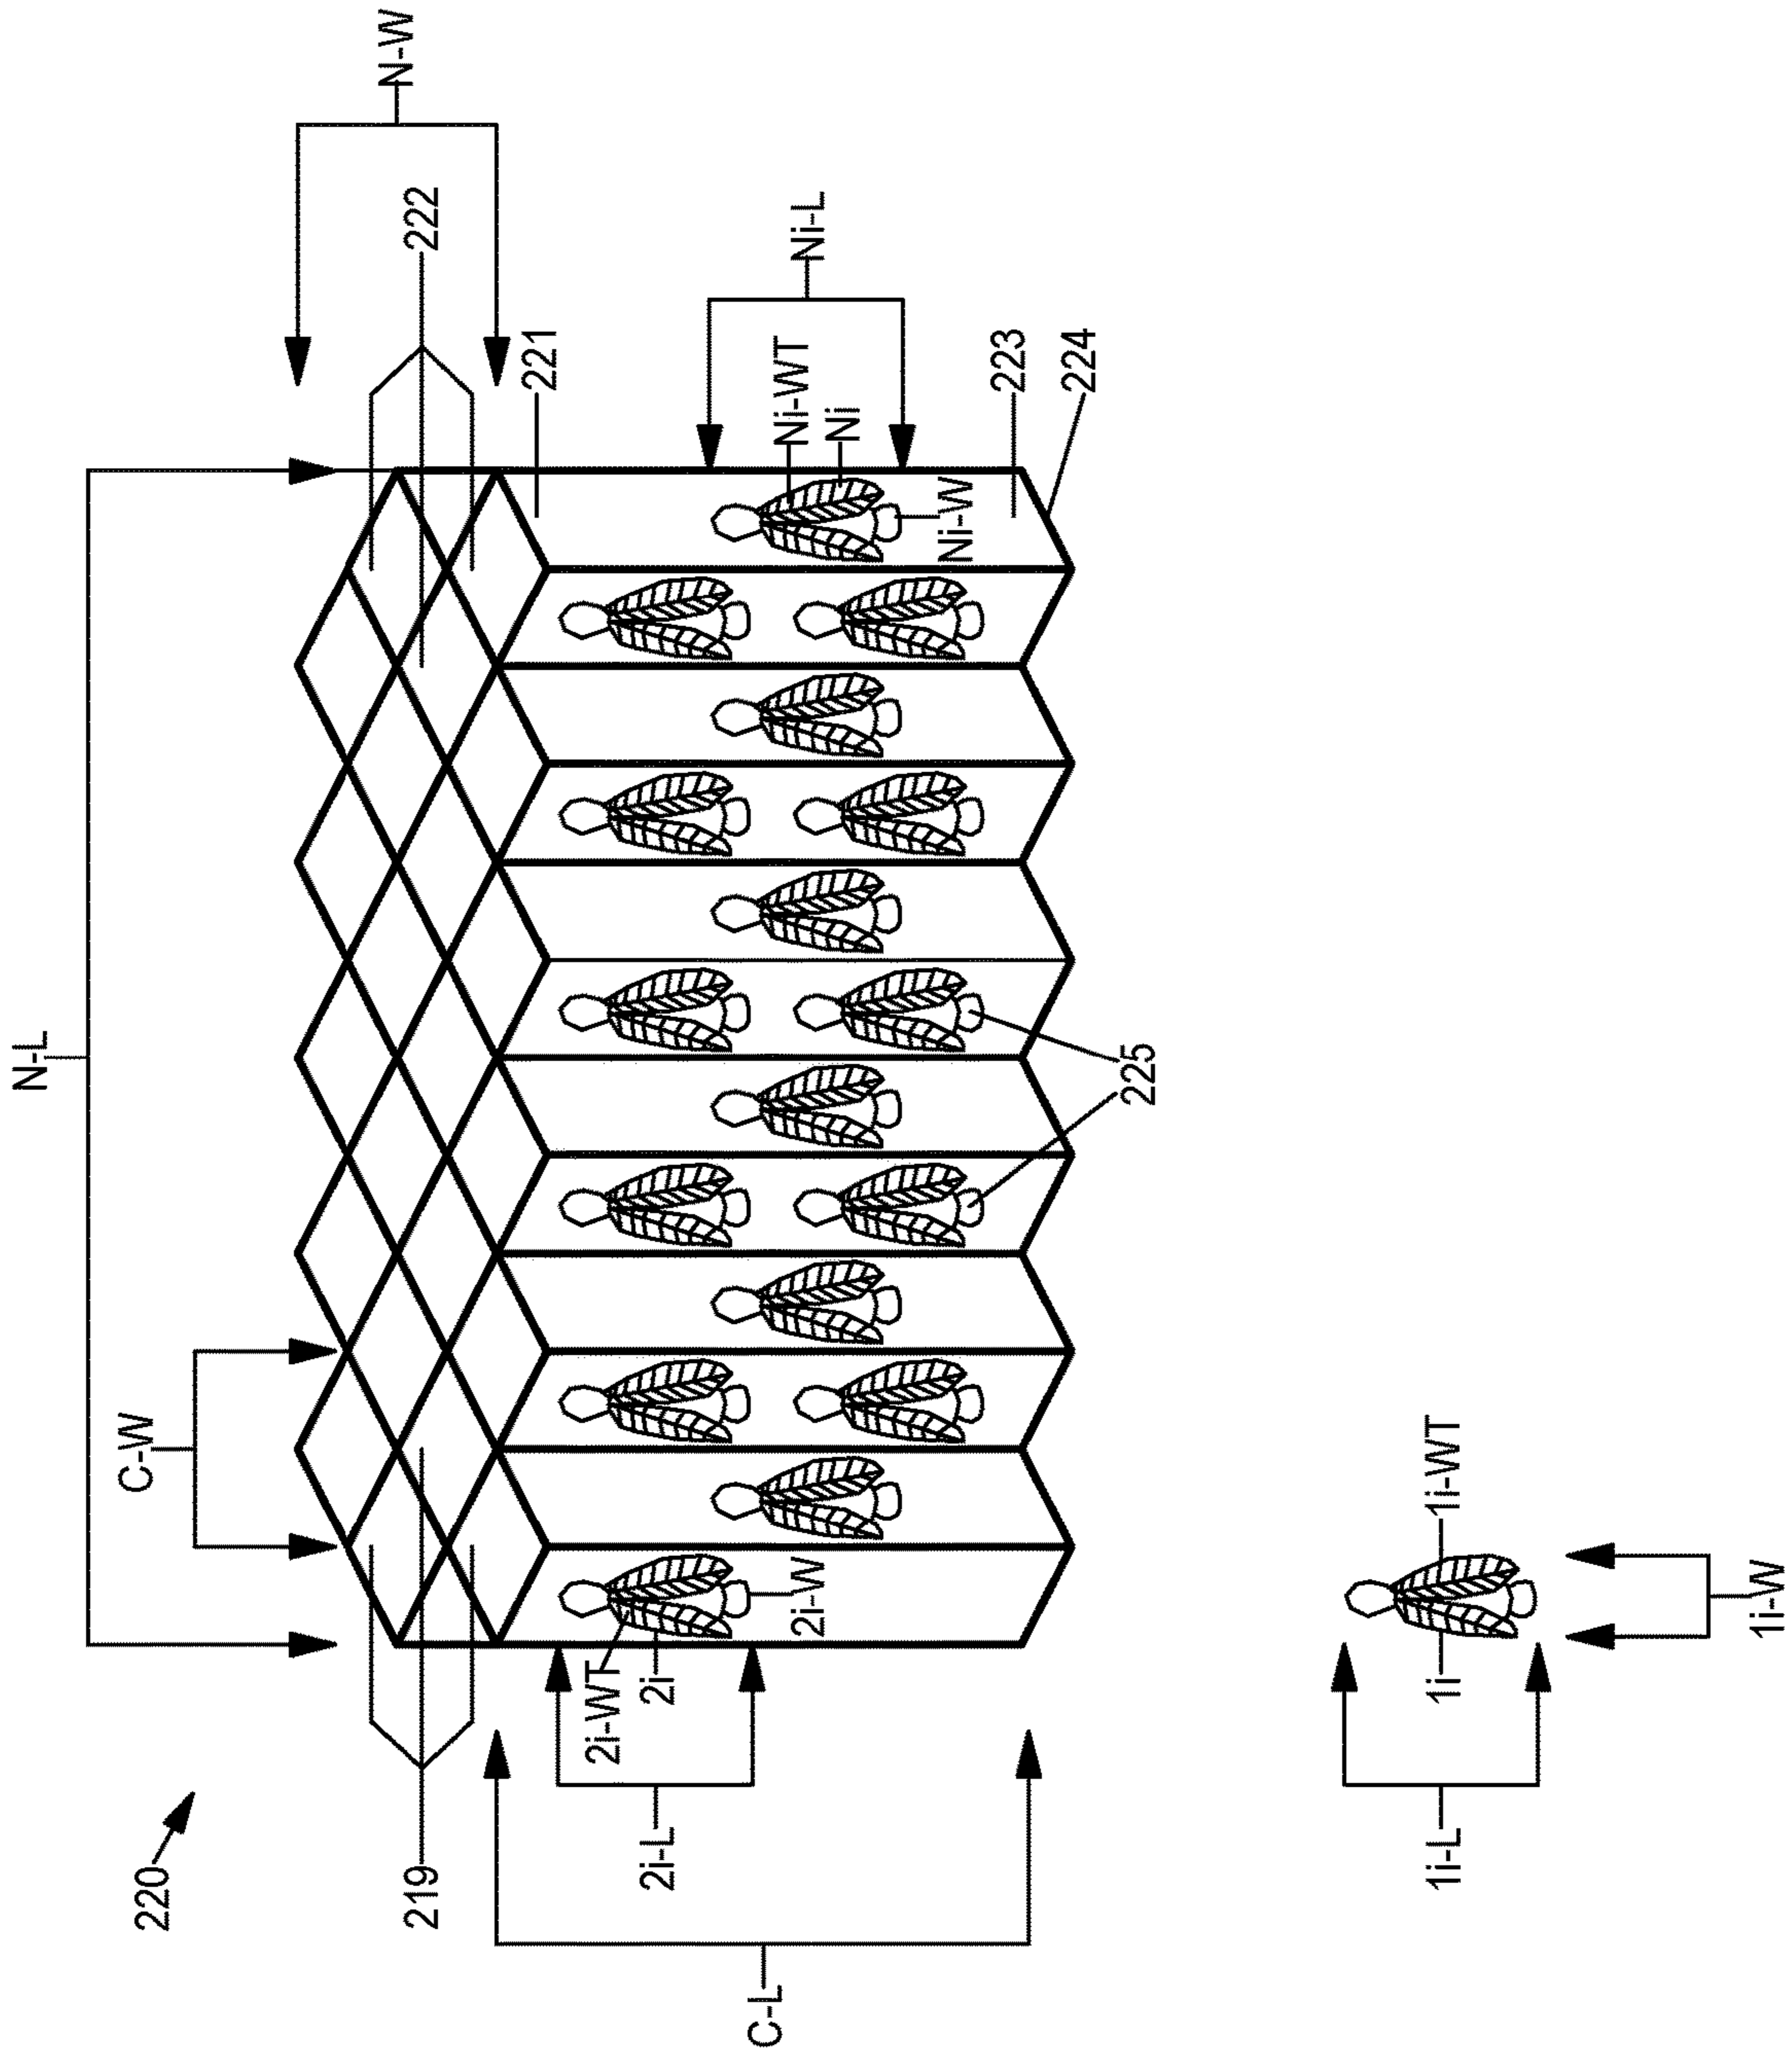 N-L
C-W
220
N-W
219
222
221
2i-WT
2i-L
2i
C-L
Ni-WT
Ni-L
2i-W
Ni
Ni-W
223
224
225
1i-L
1i
1i-WT
1i-W